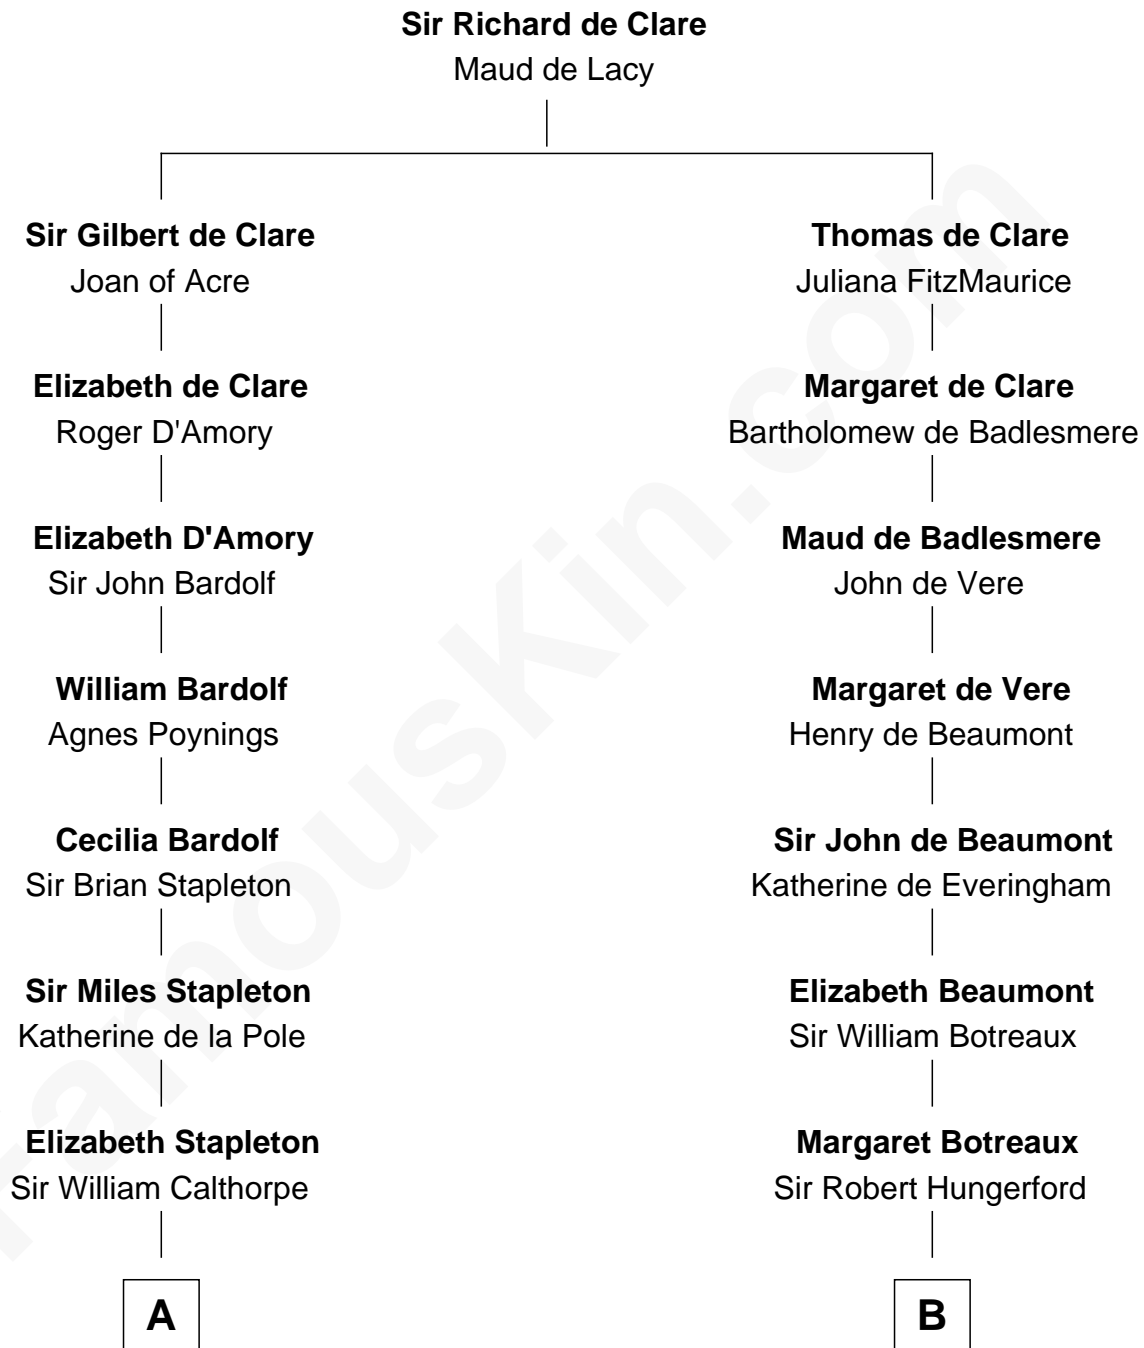 Sir Richard de Clare
Maud de Lacy
Sir Gilbert de Clare
Joan of Acre
Thomas de Clare
Juliana FitzMaurice
Elizabeth de Clare
Roger D'Amory
Margaret de Clare
Bartholomew de Badlesmere
Elizabeth D'Amory
Sir John Bardolf
Maud de Badlesmere
John de Vere
William Bardolf
Agnes Poynings
Margaret de Vere
Henry de Beaumont
Cecilia Bardolf
Sir Brian Stapleton
Sir John de Beaumont
Katherine de Everingham
Sir Miles Stapleton
Katherine de la Pole
Elizabeth Beaumont
Sir William Botreaux
Elizabeth Stapleton
Sir William Calthorpe
Margaret Botreaux
Sir Robert Hungerford
A
B
FamousKin.com